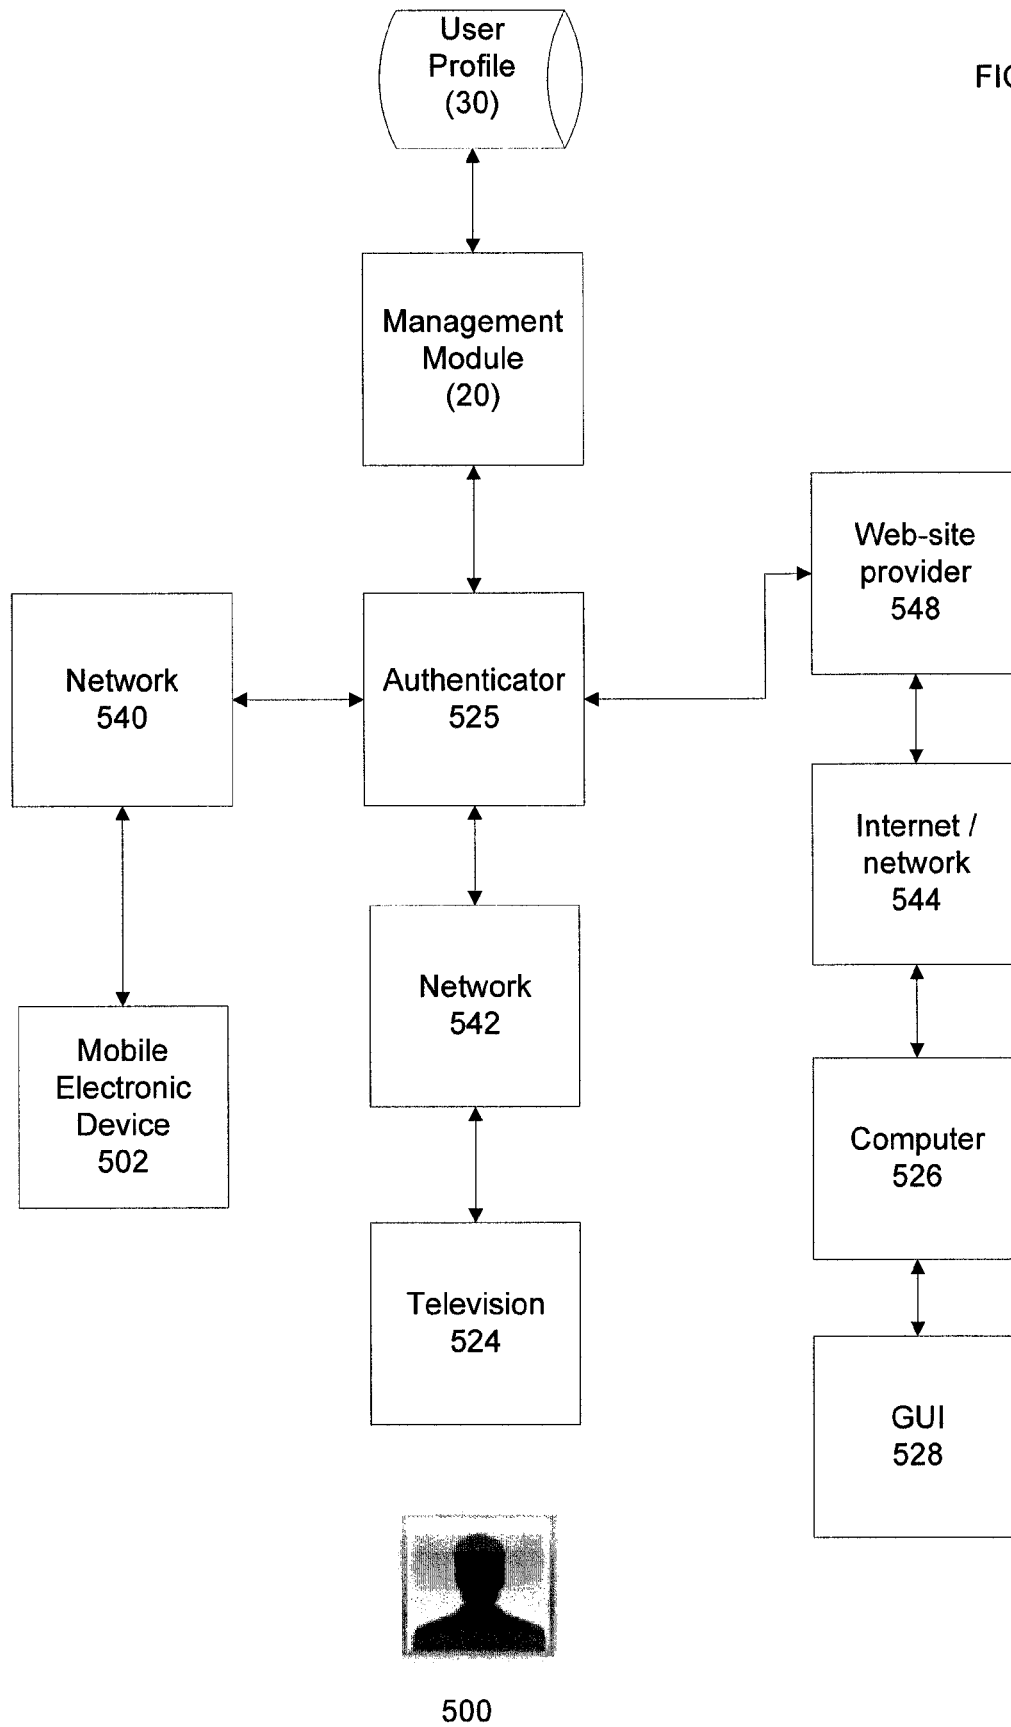 User
Profile
(30)
FIG
Management
Module
(20)
Web-site
provider
548
Network
540
Authenticator
525
Internet /
network
544
Network
542
Mobile
Electronic
Device
502
Computer
526
Television
524
GUI
528
500